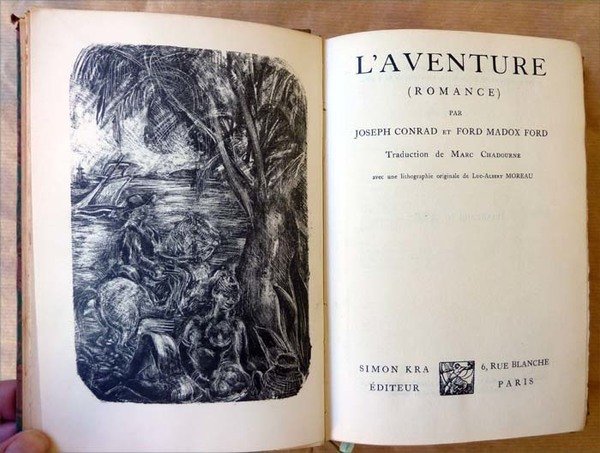 L'AVENTURE
(ROMANCE)
PAR
JOSEPH CONRAD ET FORD MADOX FORD
Traduction de MARC CHADOURNE
avec une lithographie originale de LUC-ALBERT MOREAU
SIMON KRA
ÉDITEUR
6, RUE BLANCHE
PARIS